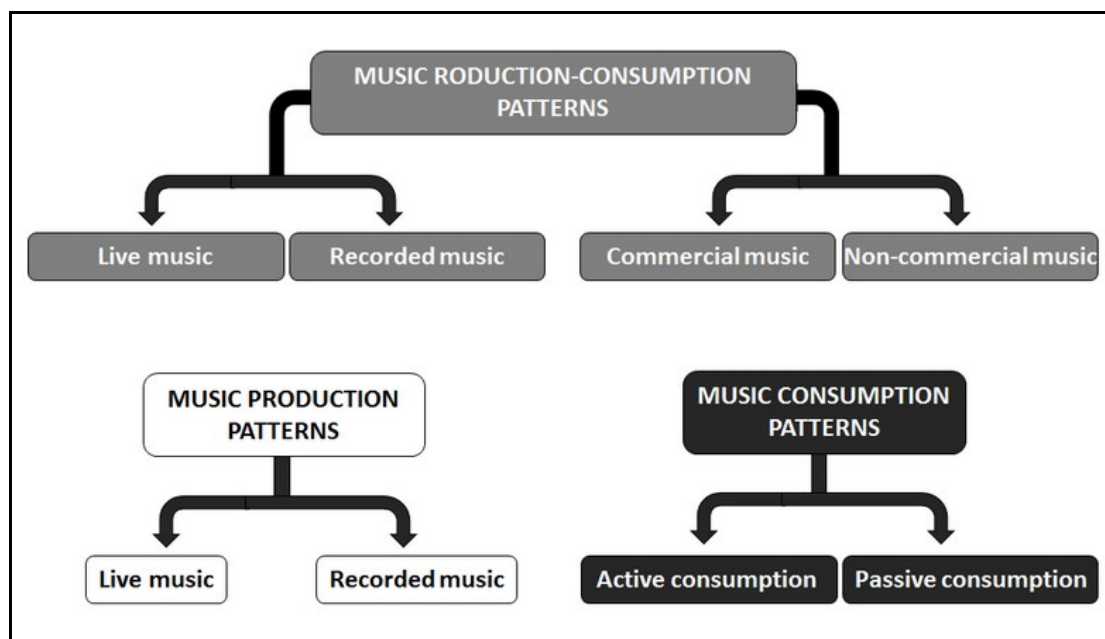 MUSIC RODUCTION-CONSUMPTION
PATTERNS
Live music
Recorded music
Commercial music
Non-commercial music
MUSIC PRODUCTION
PATTERNS
Live music
Recorded music
MUSIC CONSUMPTION
PATTERNS
Active consumption
Passive consumption